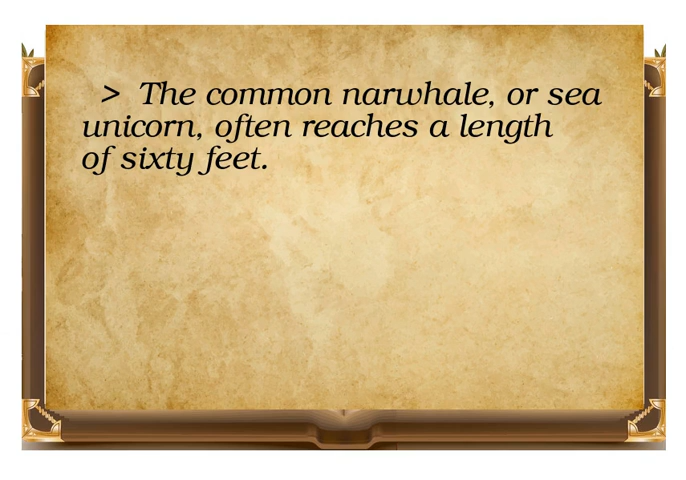 > The common narwhale, or sea
unicorn, often reaches a length
of sixty feet.